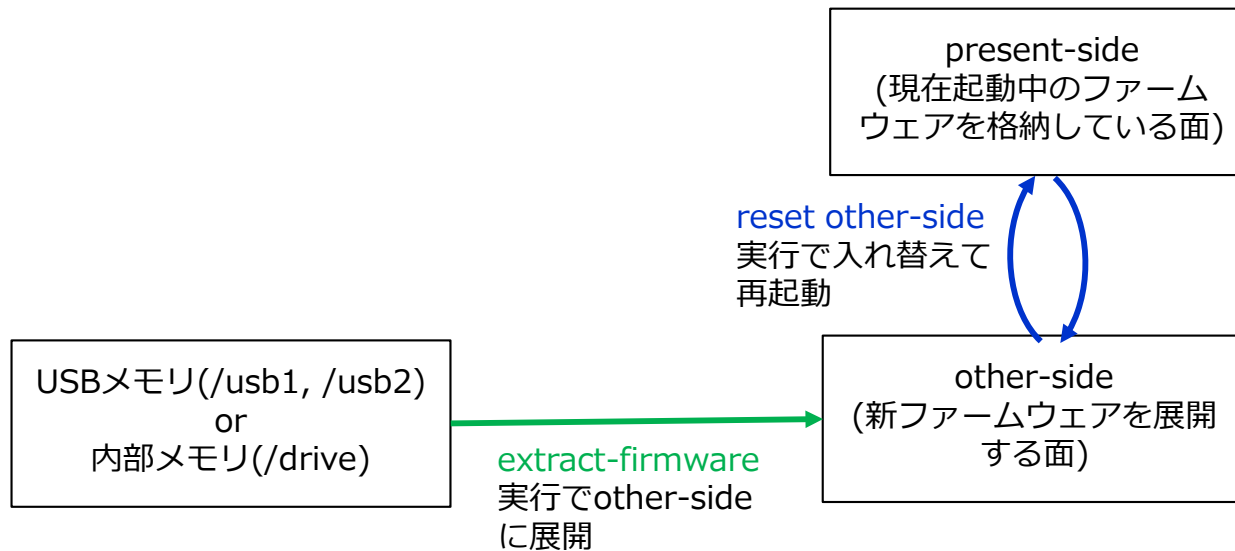 present-side
(現在起動中のファーム
ウェアを格納している面)
reset other-side
実行で入れ替えて
再起動
USBメモリ(/usb1, /usb2)
or
内部メモリ(/drive)
extract-firmware
実行でother-side
に展開
other-side
(新ファームウェアを展開
する面)